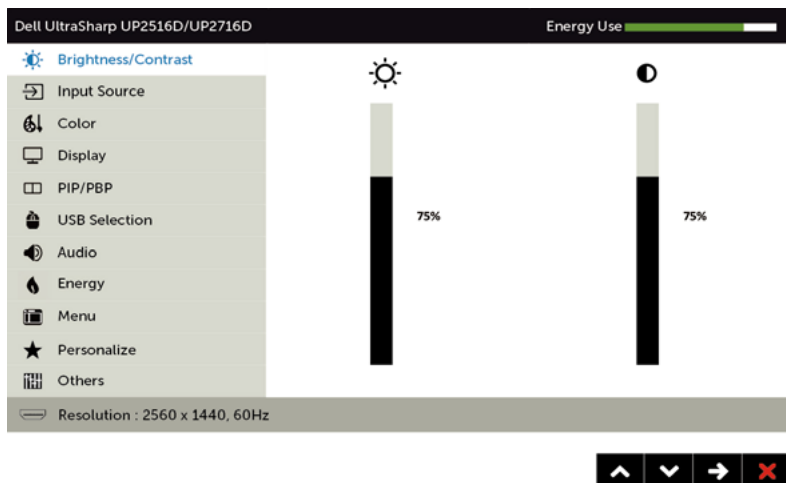 Dell UltraSharp UP2516D/UP2716D
Energy Use
Brightness/Contrast
Input Source
Color
Display
PIP/PBP
USB Selection
Audio
Energy
Menu
Personalize
Others
75%
75%
Resolution : 2560 x 1440, 60Hz